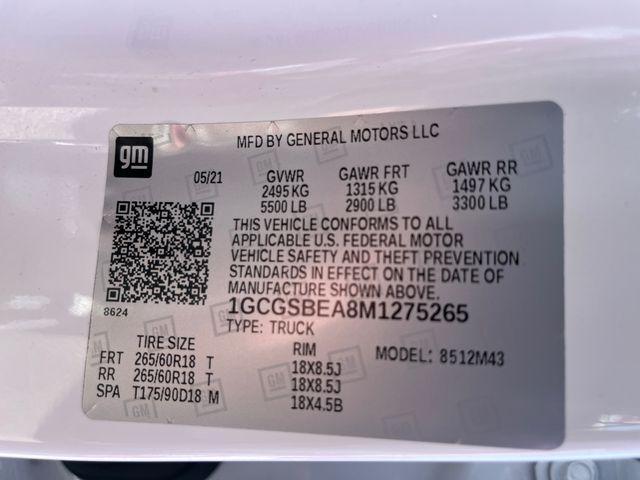 MFD BY GENERAL MOTORS LLC
gm
05/21
GVWR GAWR FRT GAWR RR
2495 KG 1315 KG 1497 KG
5500 LB 2900 LB 3300 LB
THIS VEHICLE CONFORMS TO ALL
APPLICABLE U.S. FEDERAL MOTOR
VEHICLE SAFETY AND THEFT PREVENTION
STANDARDS IN EFFECT ON THE DATE OF
MANUFACTURE SHOWN ABOVE.
8624
1GCGSBEA8M1275265
TYPE: TRUCK
TIRE SIZE RIM MODEL: 8512M43
FRT 265/60R18 T 18X8.5J
RR 265/60R18 T 18X8.5J
SPA T175/90D18 M 18X4.5B